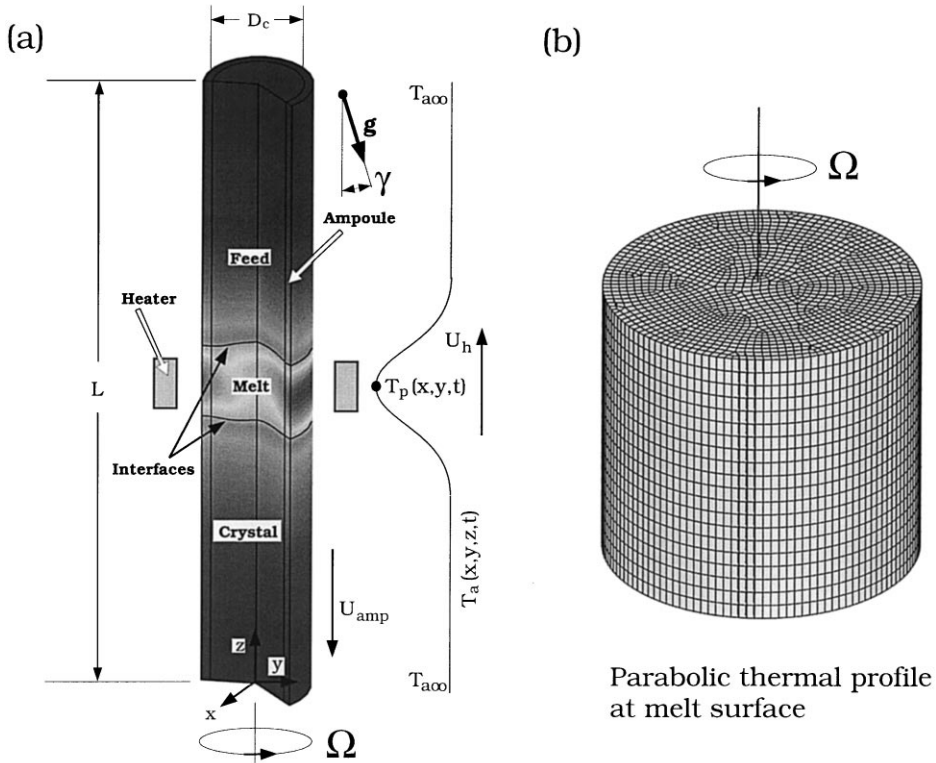 (a)
D_c
T_a∞
g
γ
Ampoule
Feed
Heater
U_h
L
Melt
T_p(x,y,t)
Interfaces
Crystal
T_a(x,y,z,t)
U_amp
z
y
T_a∞
x
Ω
(b)
Ω
Parabolic thermal profile
at melt surface